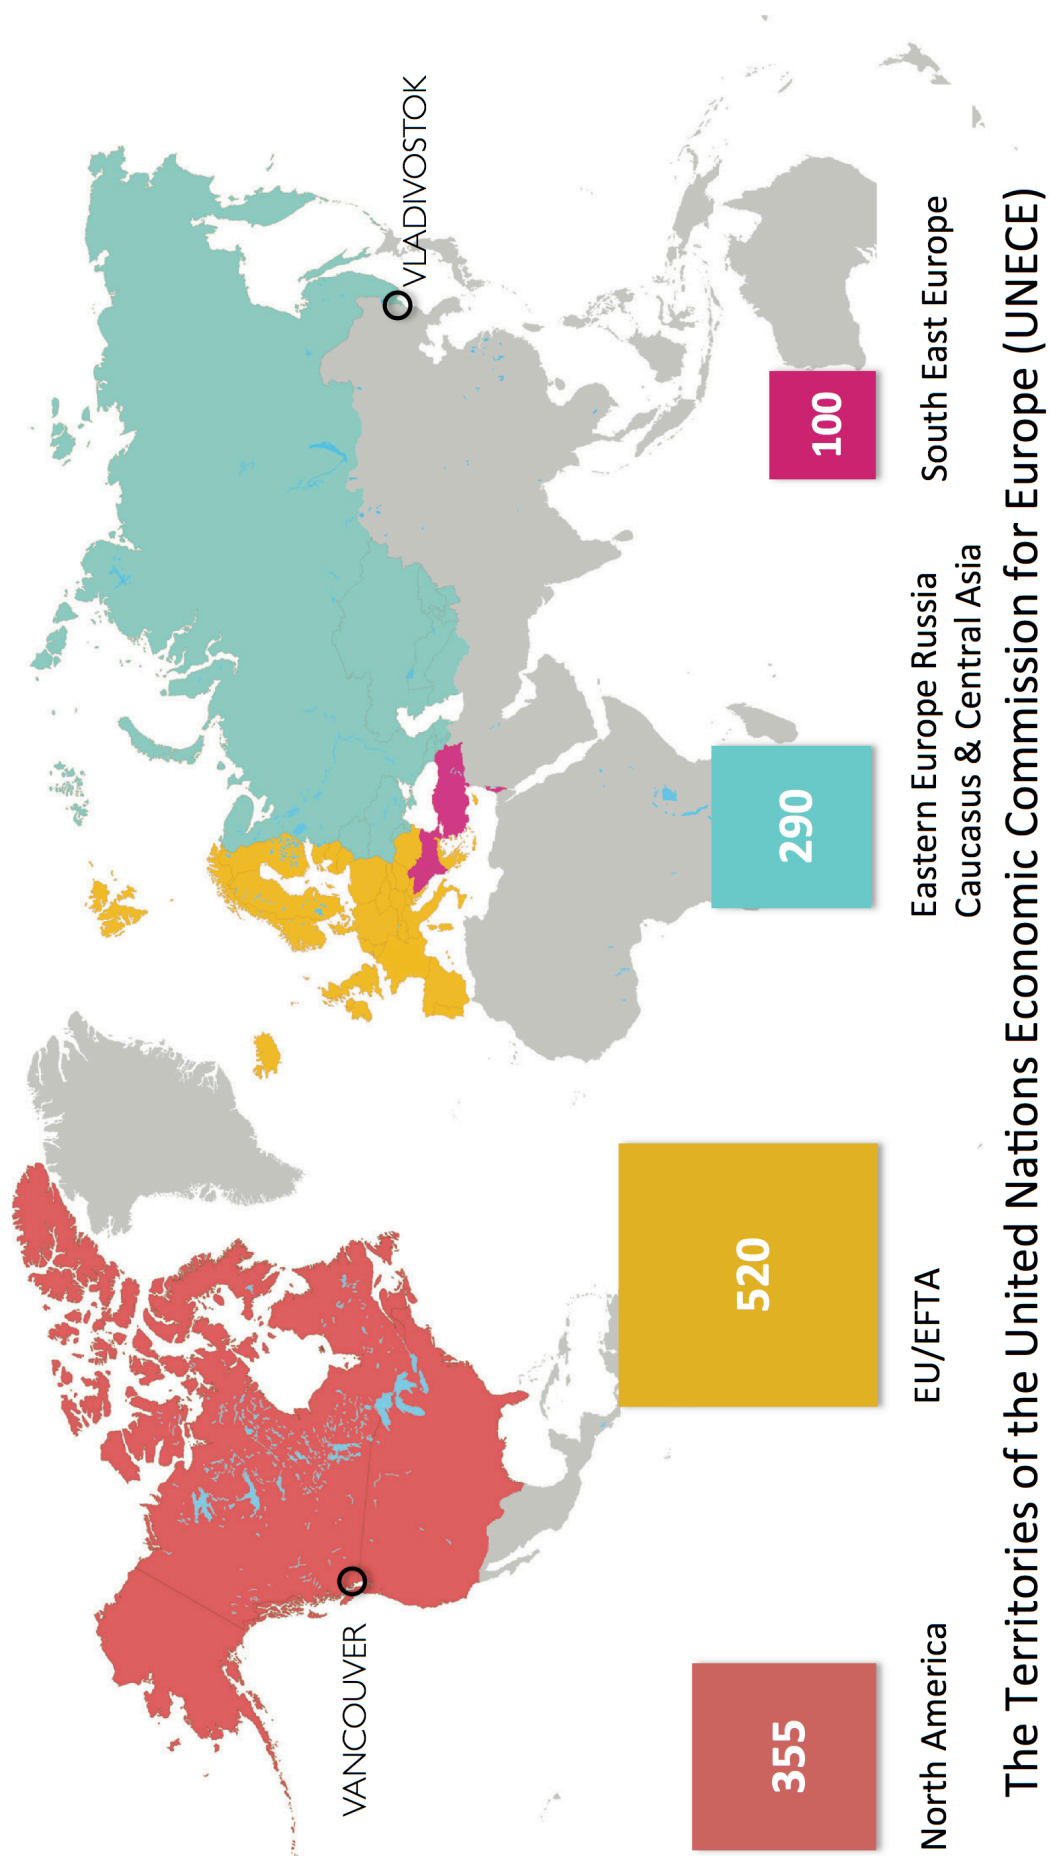 VLADIVOSTOK
VANCOUVER
355
520
290
100
North America
EU/EFTA
Eastern Europe Russia
Caucasus & Central Asia
South East Europe
The Territories of the United Nations Economic Commission for Europe (UNECE)